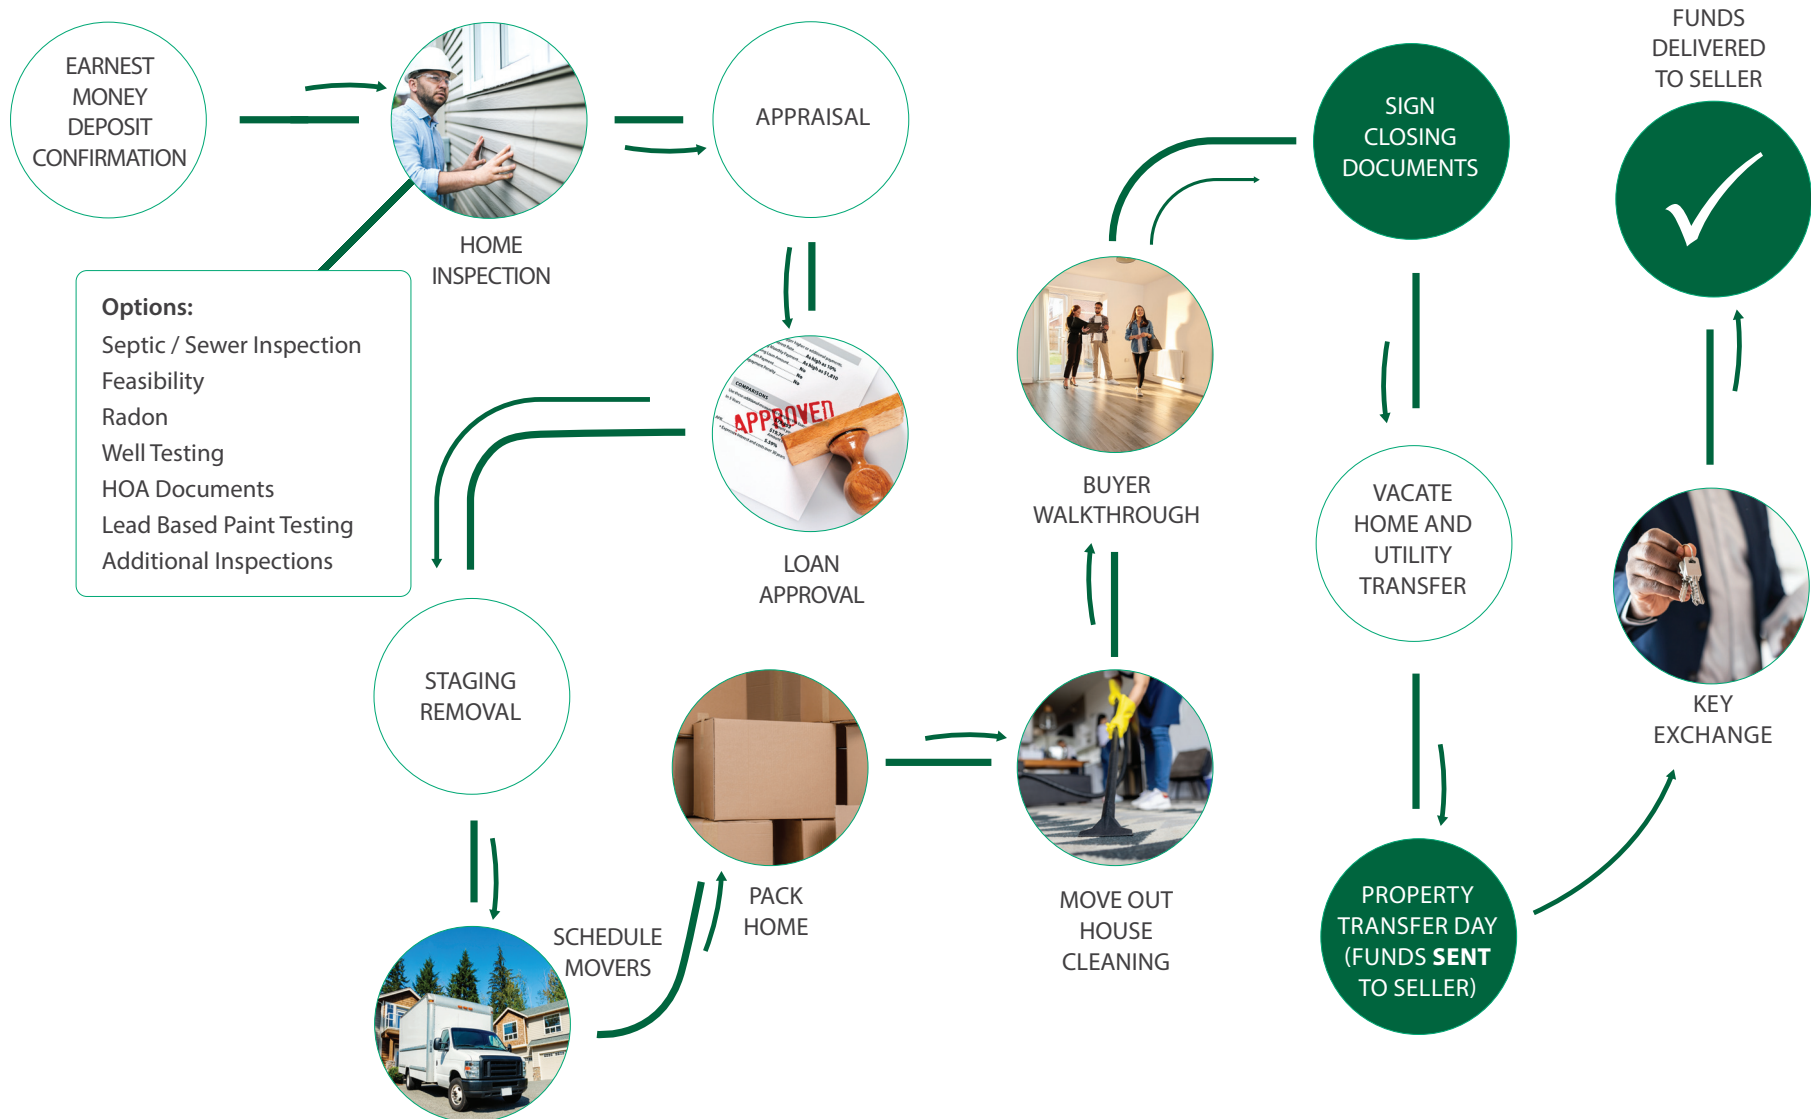 EARNEST
MONEY
DEPOSIT
CONFIRMATION
HOME
INSPECTION
Options:
Septic / Sewer Inspection
Feasibility
Radon
Well Testing
HOA Documents
Lead Based Paint Testing
Additional Inspections
APPRAISAL
COMPARISONS
APPROVED
LOAN
APPROVAL
STAGING
REMOVAL
SCHEDULE
MOVERS
PACK
HOME
MOVE OUT
HOUSE
CLEANING
BUYER
WALKTHROUGH
SIGN
CLOSING
DOCUMENTS
VACATE
HOME AND
UTILITY
TRANSFER
PROPERTY
TRANSFER DAY
(FUNDS SENT
TO SELLER)
KEY
EXCHANGE
FUNDS
DELIVERED
TO SELLER